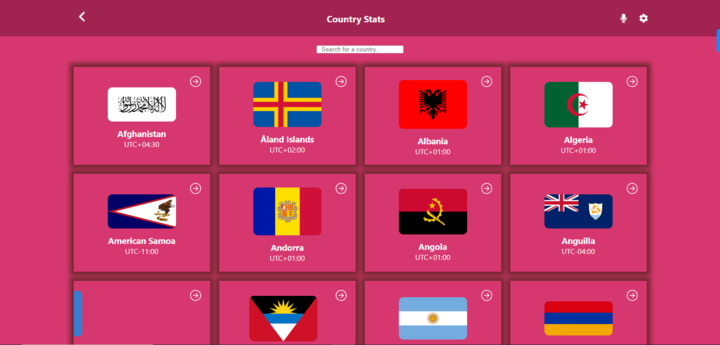 Country Stats
Search for a country...
Afghanistan
UTC+04:30
Åland Islands
UTC+02:00
Albania
UTC+01:00
Algeria
UTC+01:00
American Samoa
UTC-11:00
Andorra
UTC+01:00
Angola
UTC+01:00
Anguilla
UTC-04:00